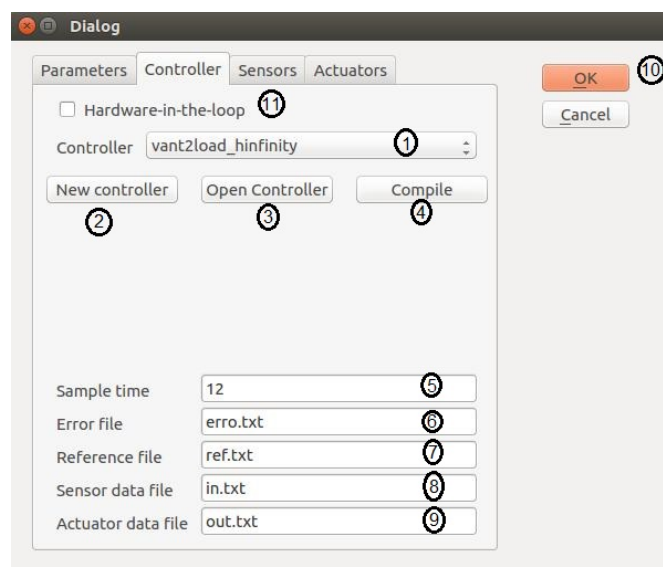 Dialog
Parameters Controller Sensors Actuators
OK 10
Hardware-in-the-loop 11
Cancel
Controller vant2load_hinfinity 1
New controller Open Controller Compile
2 3 4
Sample time 12 5
Error file erro.txt 6
Reference file ref.txt 7
Sensor data file in.txt 8
Actuator data file out.txt 9